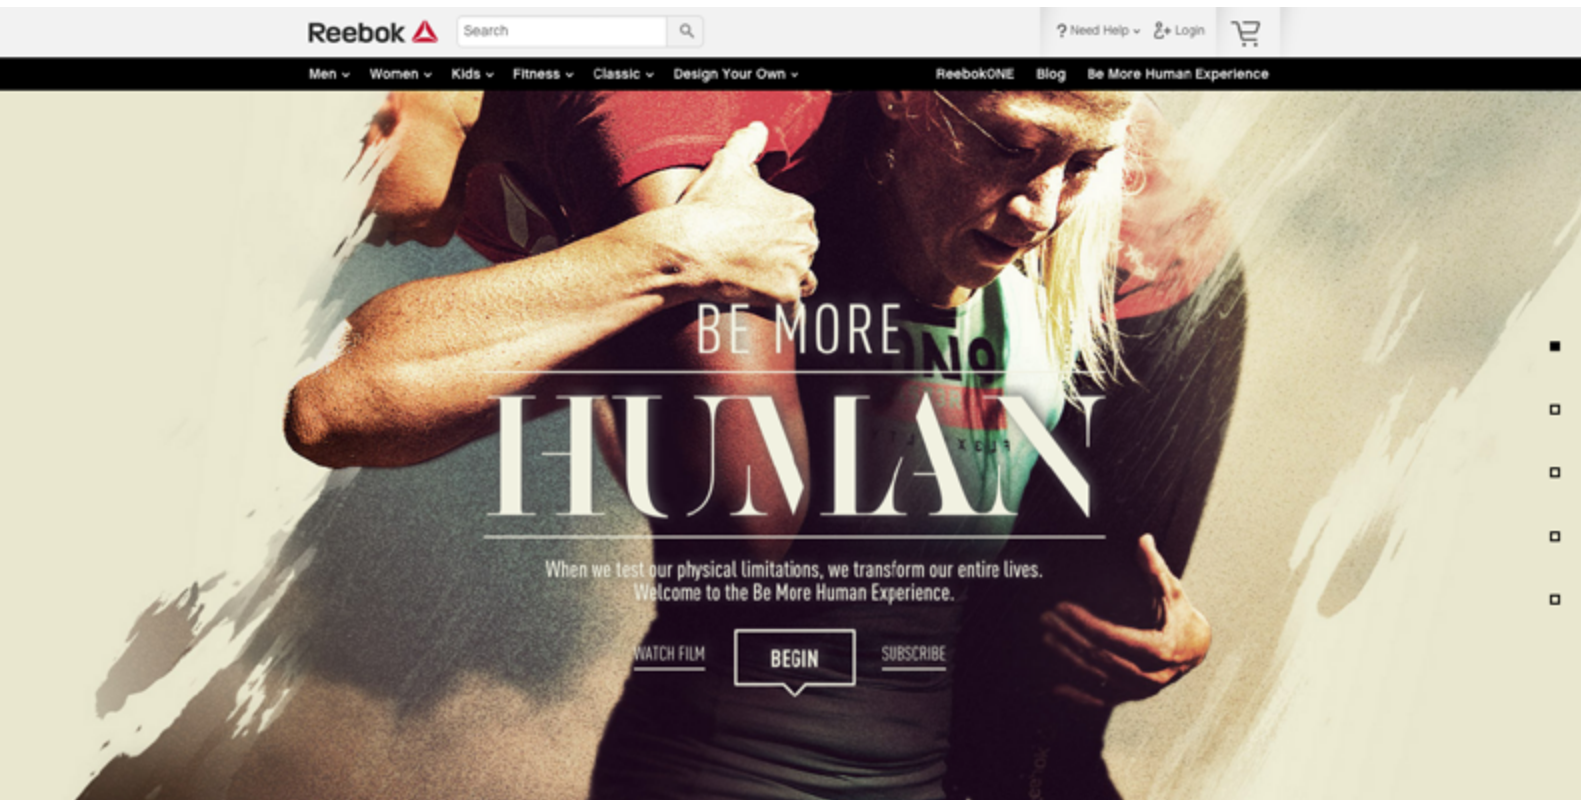 Reebok
Search
Need Help
Login
Men
Women
Kids
Fitness
Classic
Design Your Own
ReebokONE
Blog
Be More Human Experience
BE MORE
HUMAN
When we test our physical limitations, we transform our entire lives.
Welcome to the Be More Human Experience.
WATCH FILM
BEGIN
SUBSCRIBE